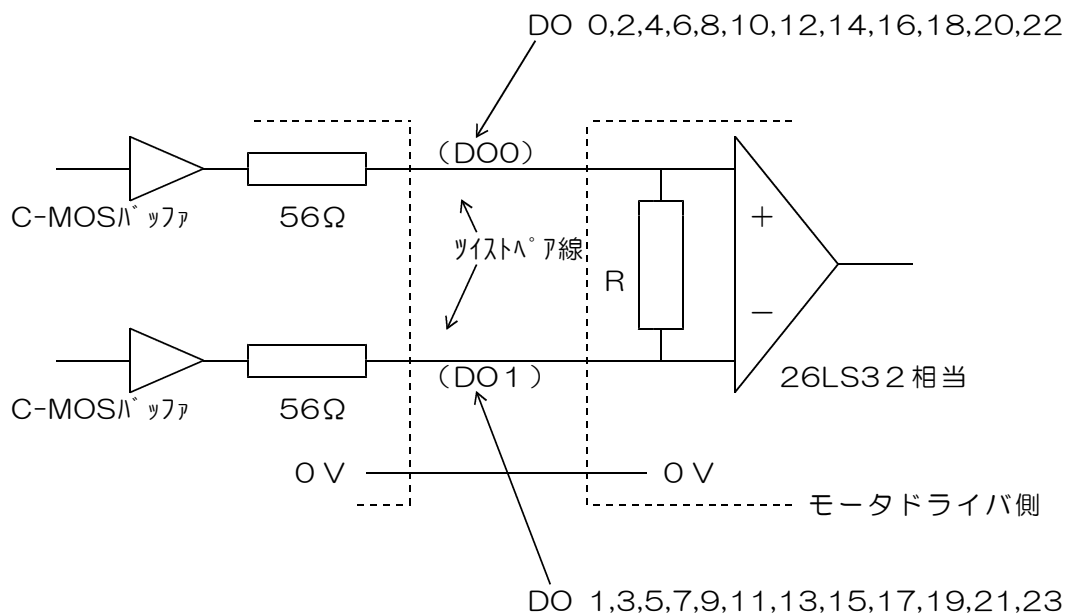 DO 0,2,4,6,8,10,12,14,16,18,20,22
(DO0)
C-MOSﾊﾞｯﾌｧ
56Ω
ﾂｲｽﾄﾍﾟｱ線
+
R
−
(DO1)
26LS32相当
C-MOSﾊﾞｯﾌｧ
56Ω
0V
0V
モータドライバ側
DO 1,3,5,7,9,11,13,15,17,19,21,23